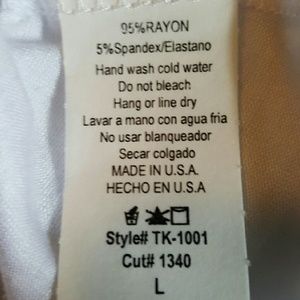 95%RAYON
5%Spandex/Elastano
Hand wash cold water
Do not bleach
Hang or line dry
Lavar a mano con agua fria
No usar blanqueador
Secar colgado
MADE IN U.S.A.
HECHO EN U.S.A
Style# TK-1001
Cut# 1340
L